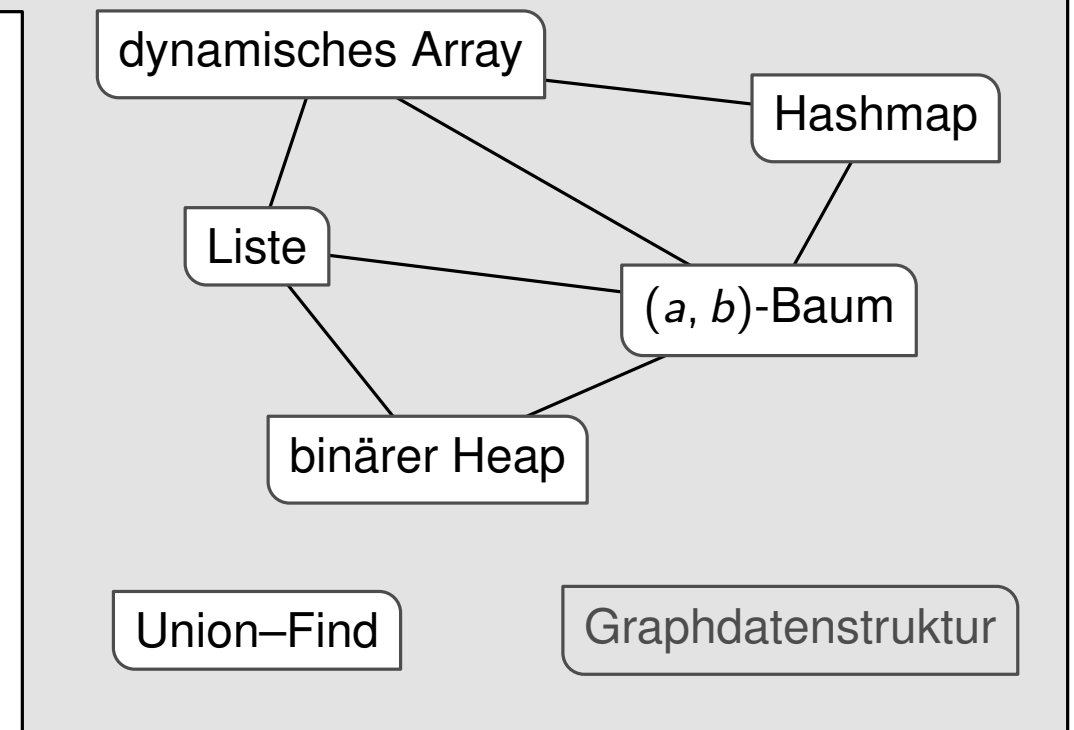 dynamisches Array
Hashmap
Liste
(a, b)-Baum
binärer Heap
Union–Find
Graphdatenstruktur